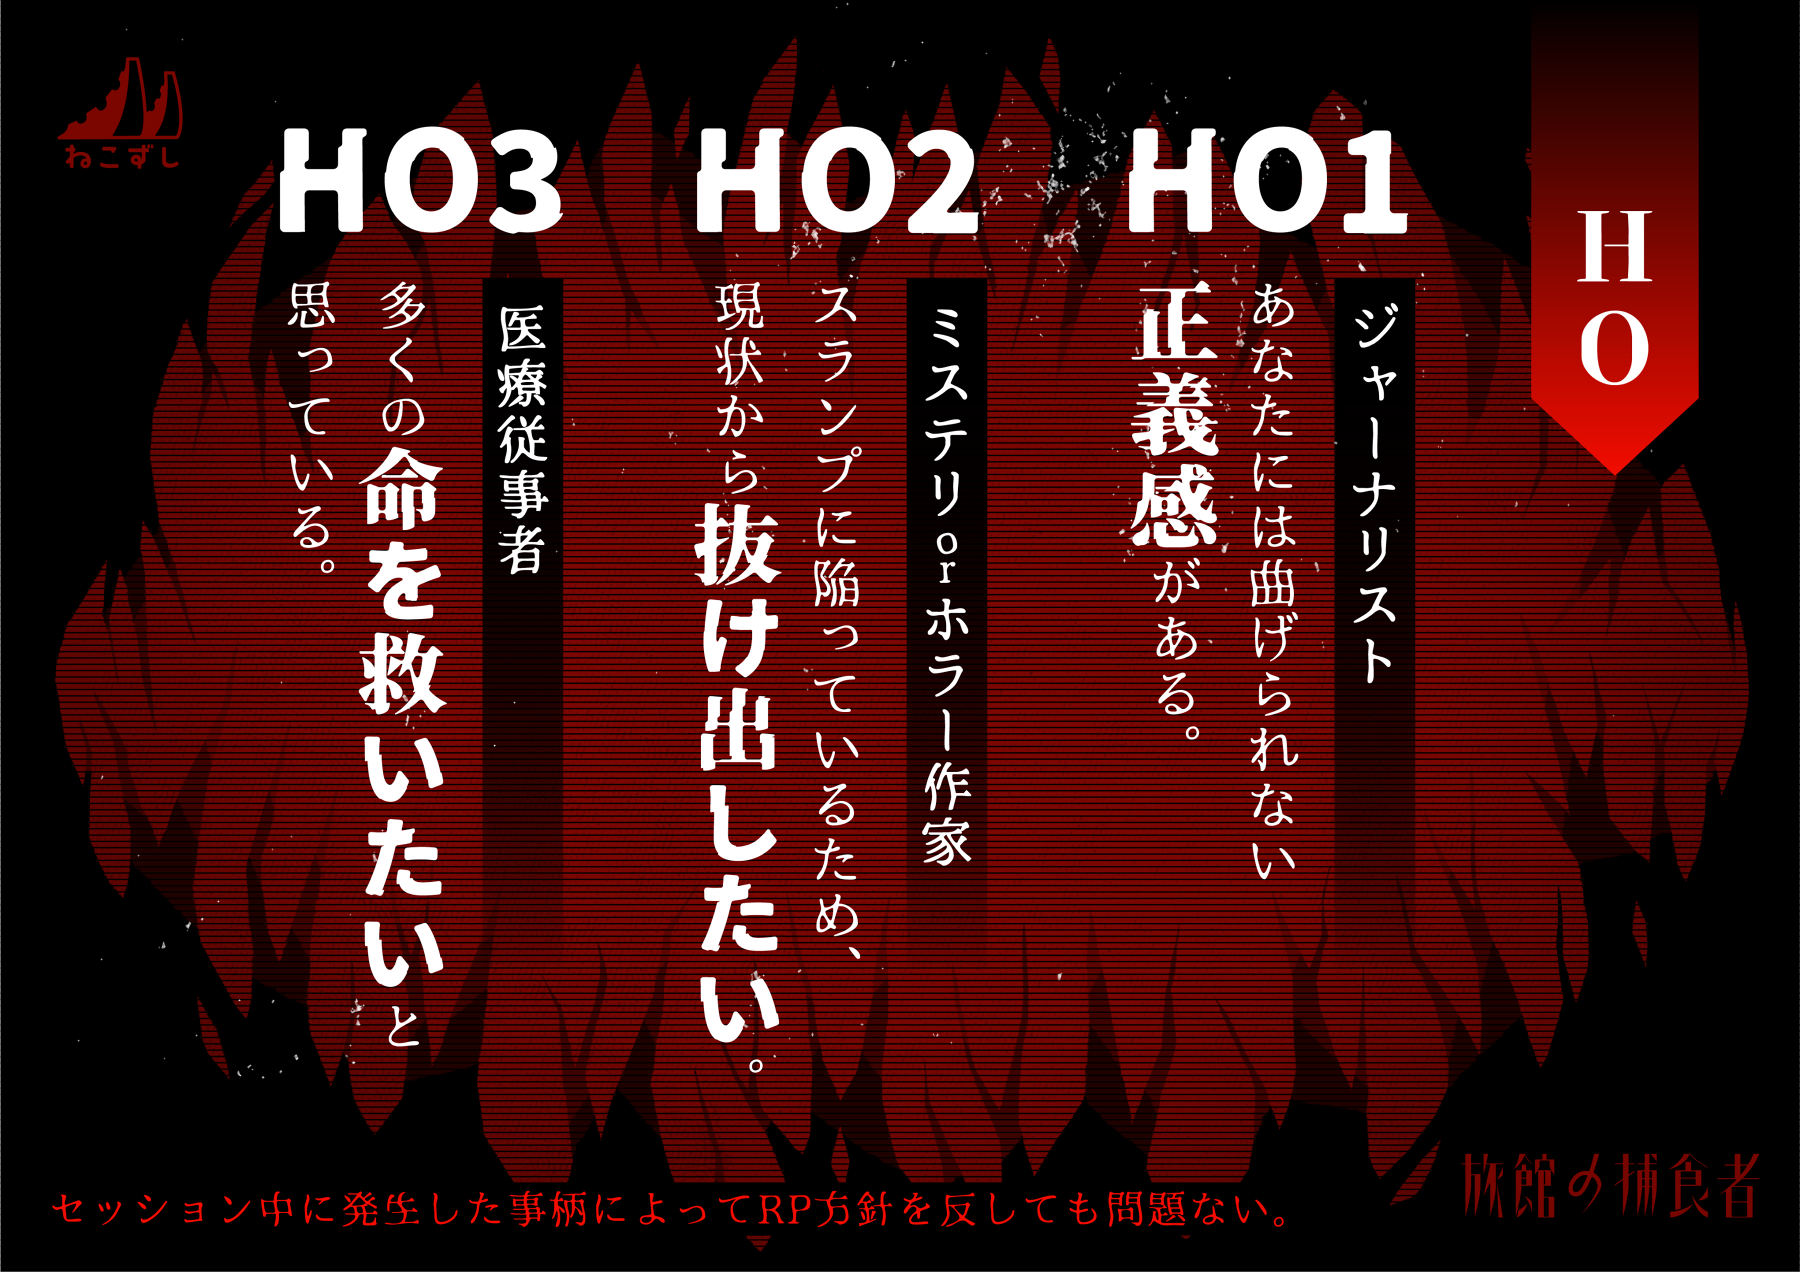 HO
HO1
ジャーナリスト
あなたには曲げられない
正義感がある。
HO2
ミステリorホラー作家
スランプに陥っているため、
現状から抜け出したい。
HO3
医療従事者
多くの命を救いたいと
思っている。
ねこずし
セッション中に発生した事柄によってRP方針を反しても問題ない。
旅館の捕食者